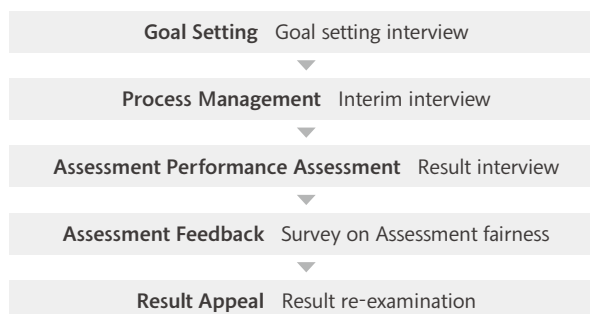 Goal Setting Goal setting interview
Process Management Interim interview
Assessment Performance Assessment Result interview
Assessment Feedback Survey on Assessment fairness
Result Appeal Result re-examination